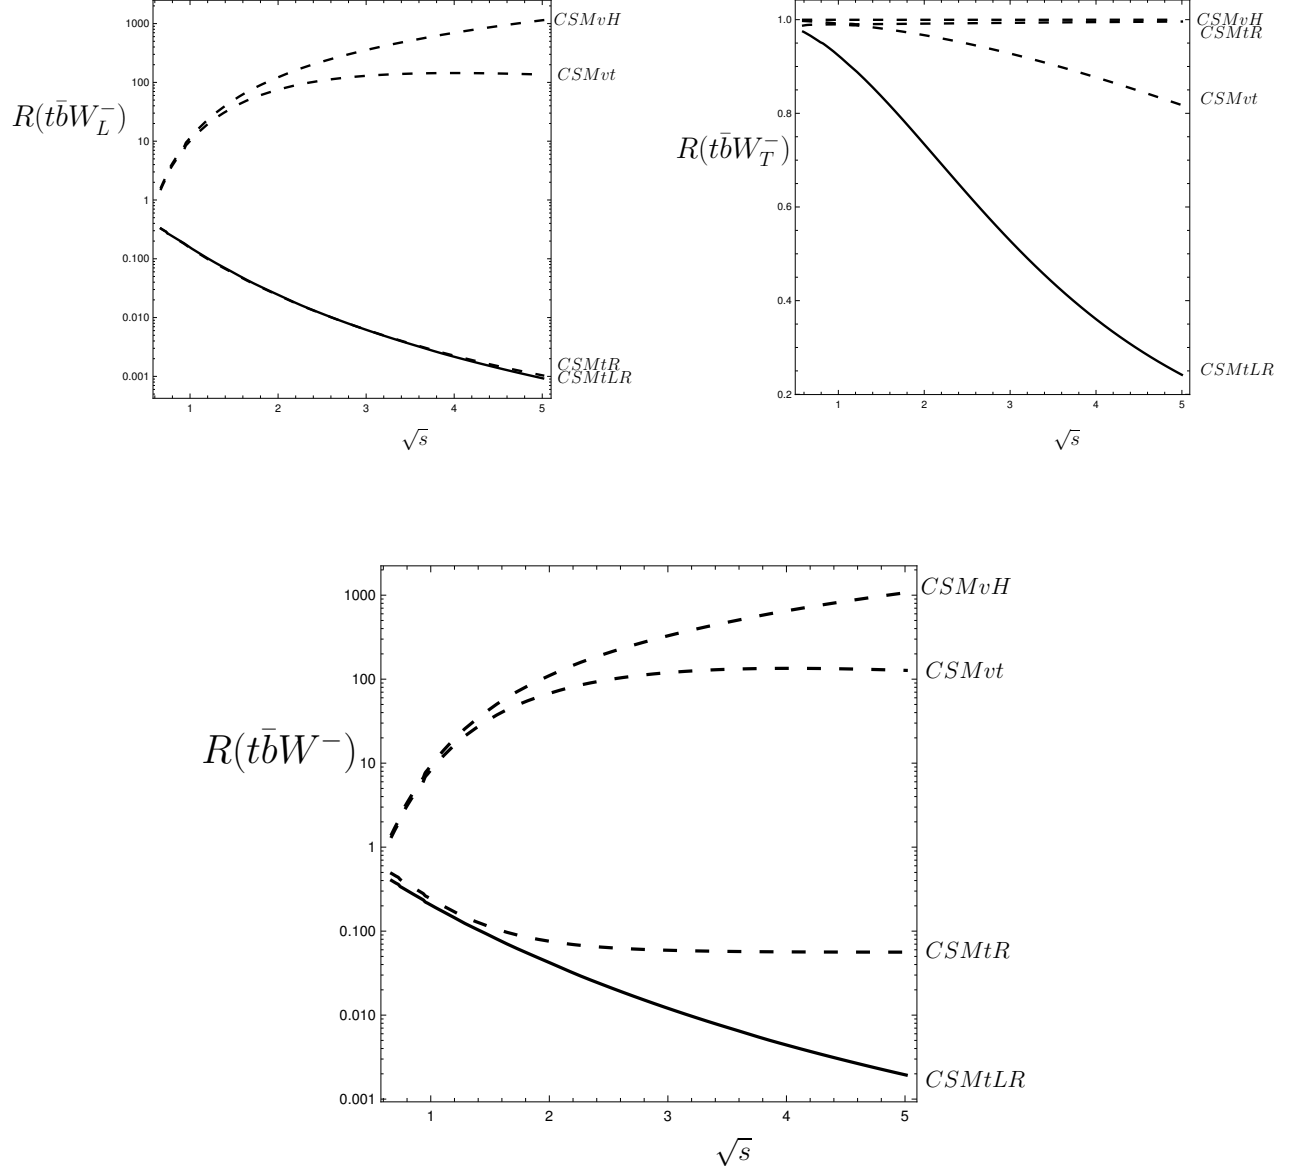 1000
100
10
1
0.100
0.010
0.001
1 2 3 4 5
R(tb̄W_L^-)
√s
CSMvH
CSMvt
CSMtR
CSMtLR
1.0
0.8
0.6
0.4
0.2
1 2 3 4 5
R(tb̄W_T^-)
√s
CSMvH
CSMtR
CSMvt
CSMtLR
1000
100
10
1
0.100
0.010
0.001
1 2 3 4 5
R(tb̄W^-)
√s
CSMvH
CSMvt
CSMtR
CSMtLR